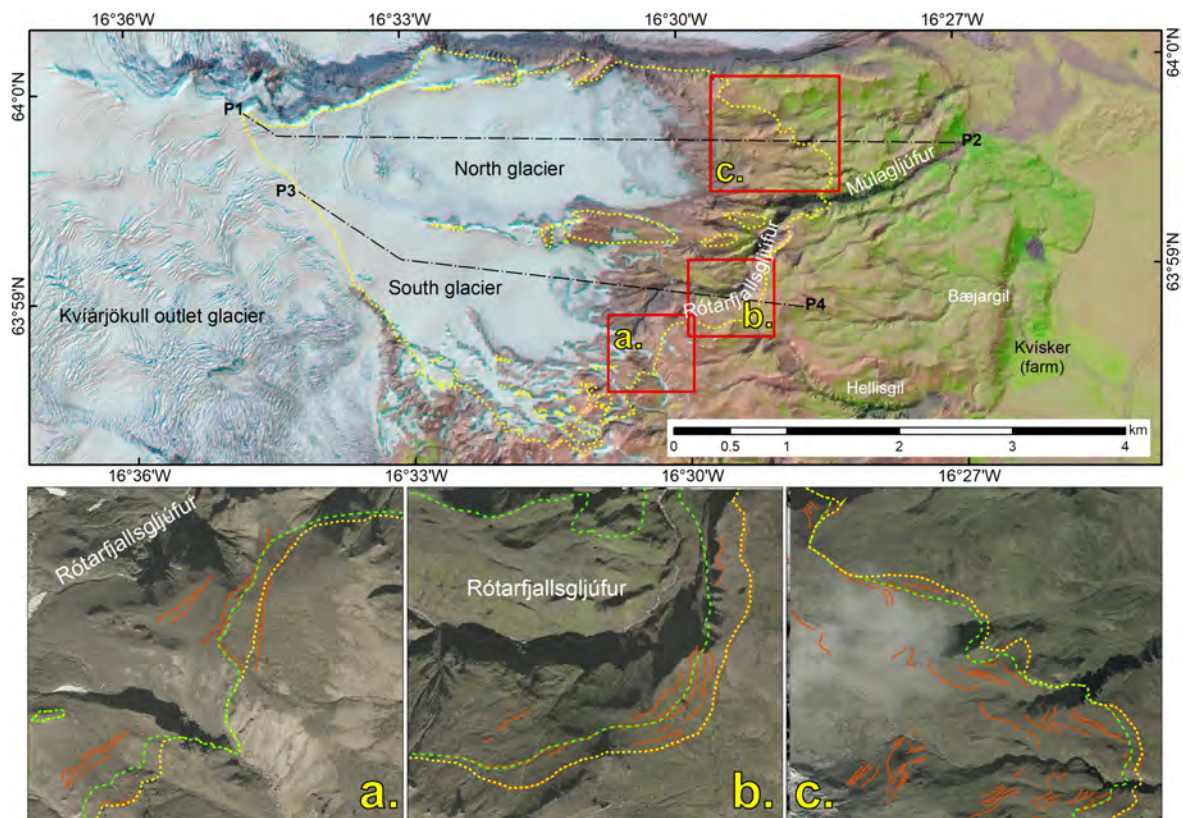 16°36'W 16°33'W 16°30'W 16°27'W
64°0'N
64°0'N
P1
P2
North glacier
c.
Múlagljúfur
P3
63°59'N
63°59'N
South glacier
Rótarfjallsgljúfur
Bæjargil
Kvíárjökull outlet glacier
a.
b.
P4
Kvísker
(farm)
Hellisgil
km
0 0.5 1 2 3 4
16°36'W 16°33'W 16°30'W 16°27'W
Rótarfjallsgljúfur
a.
Rótarfjallsgljúfur
b.
c.